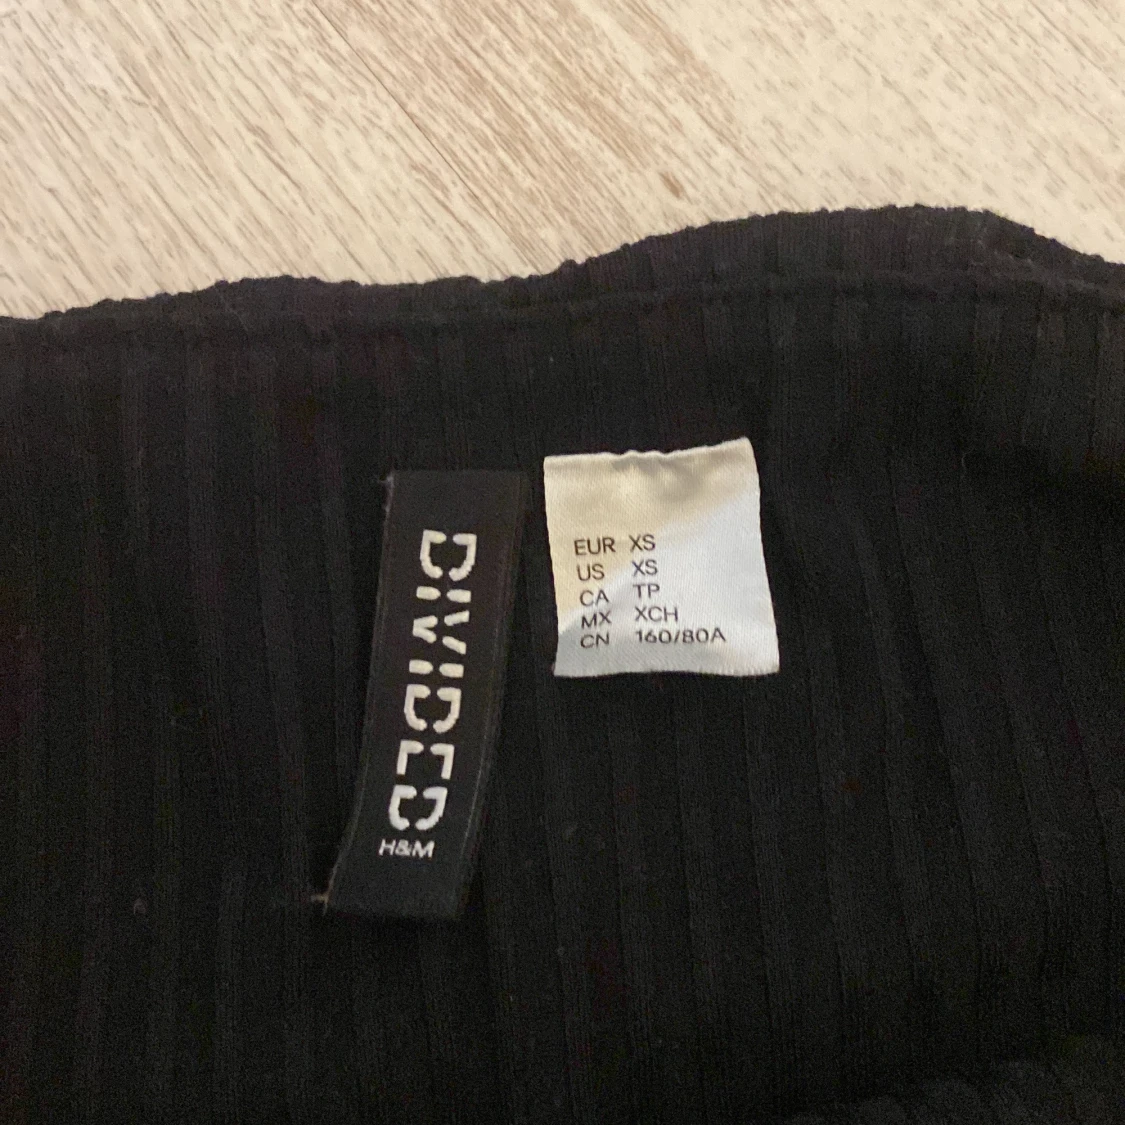 DIVIDED
H&M
EUR XS
US XS
CA TP
MX XCH
CN 160/80A